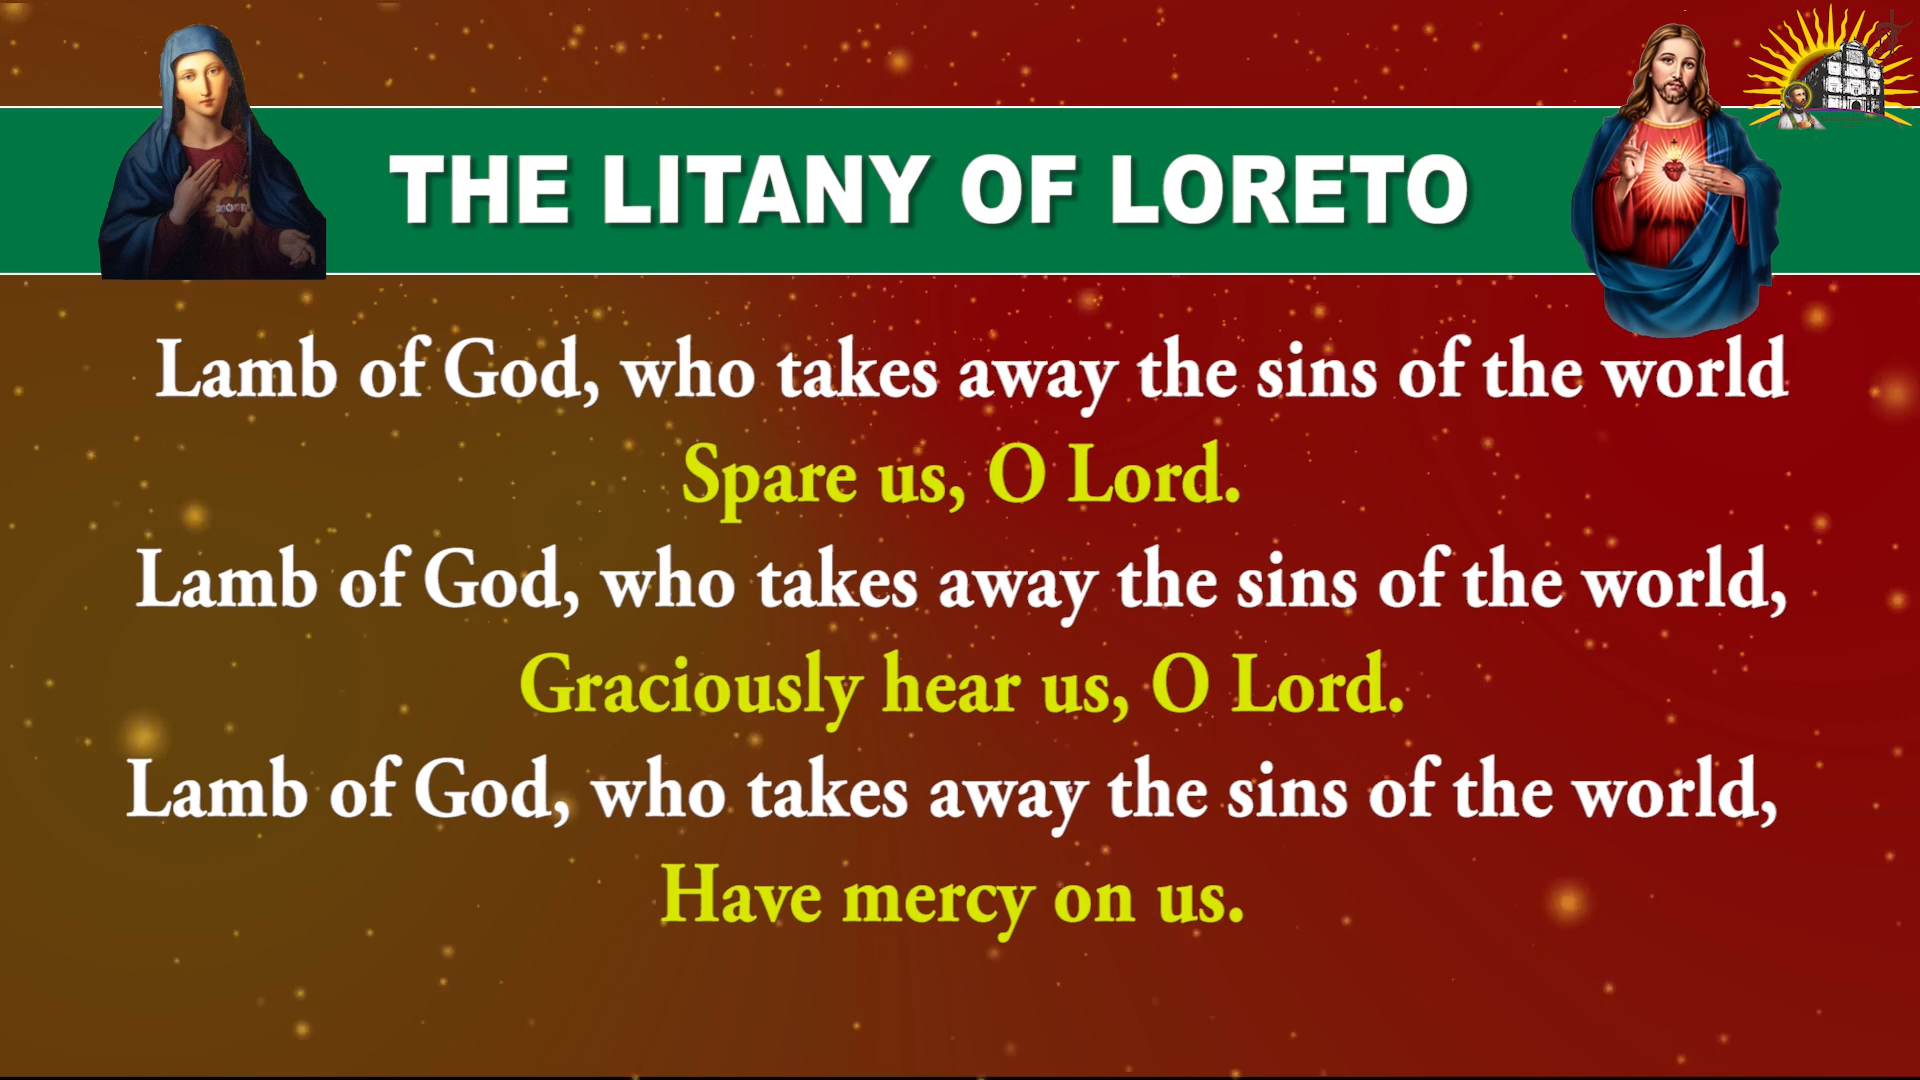 THE LITANY OF LORETO
Lamb of God, who takes away the sins of the world
Spare us, O Lord.
Lamb of God, who takes away the sins of the world,
Graciously hear us, O Lord.
Lamb of God, who takes away the sins of the world,
Have mercy on us.